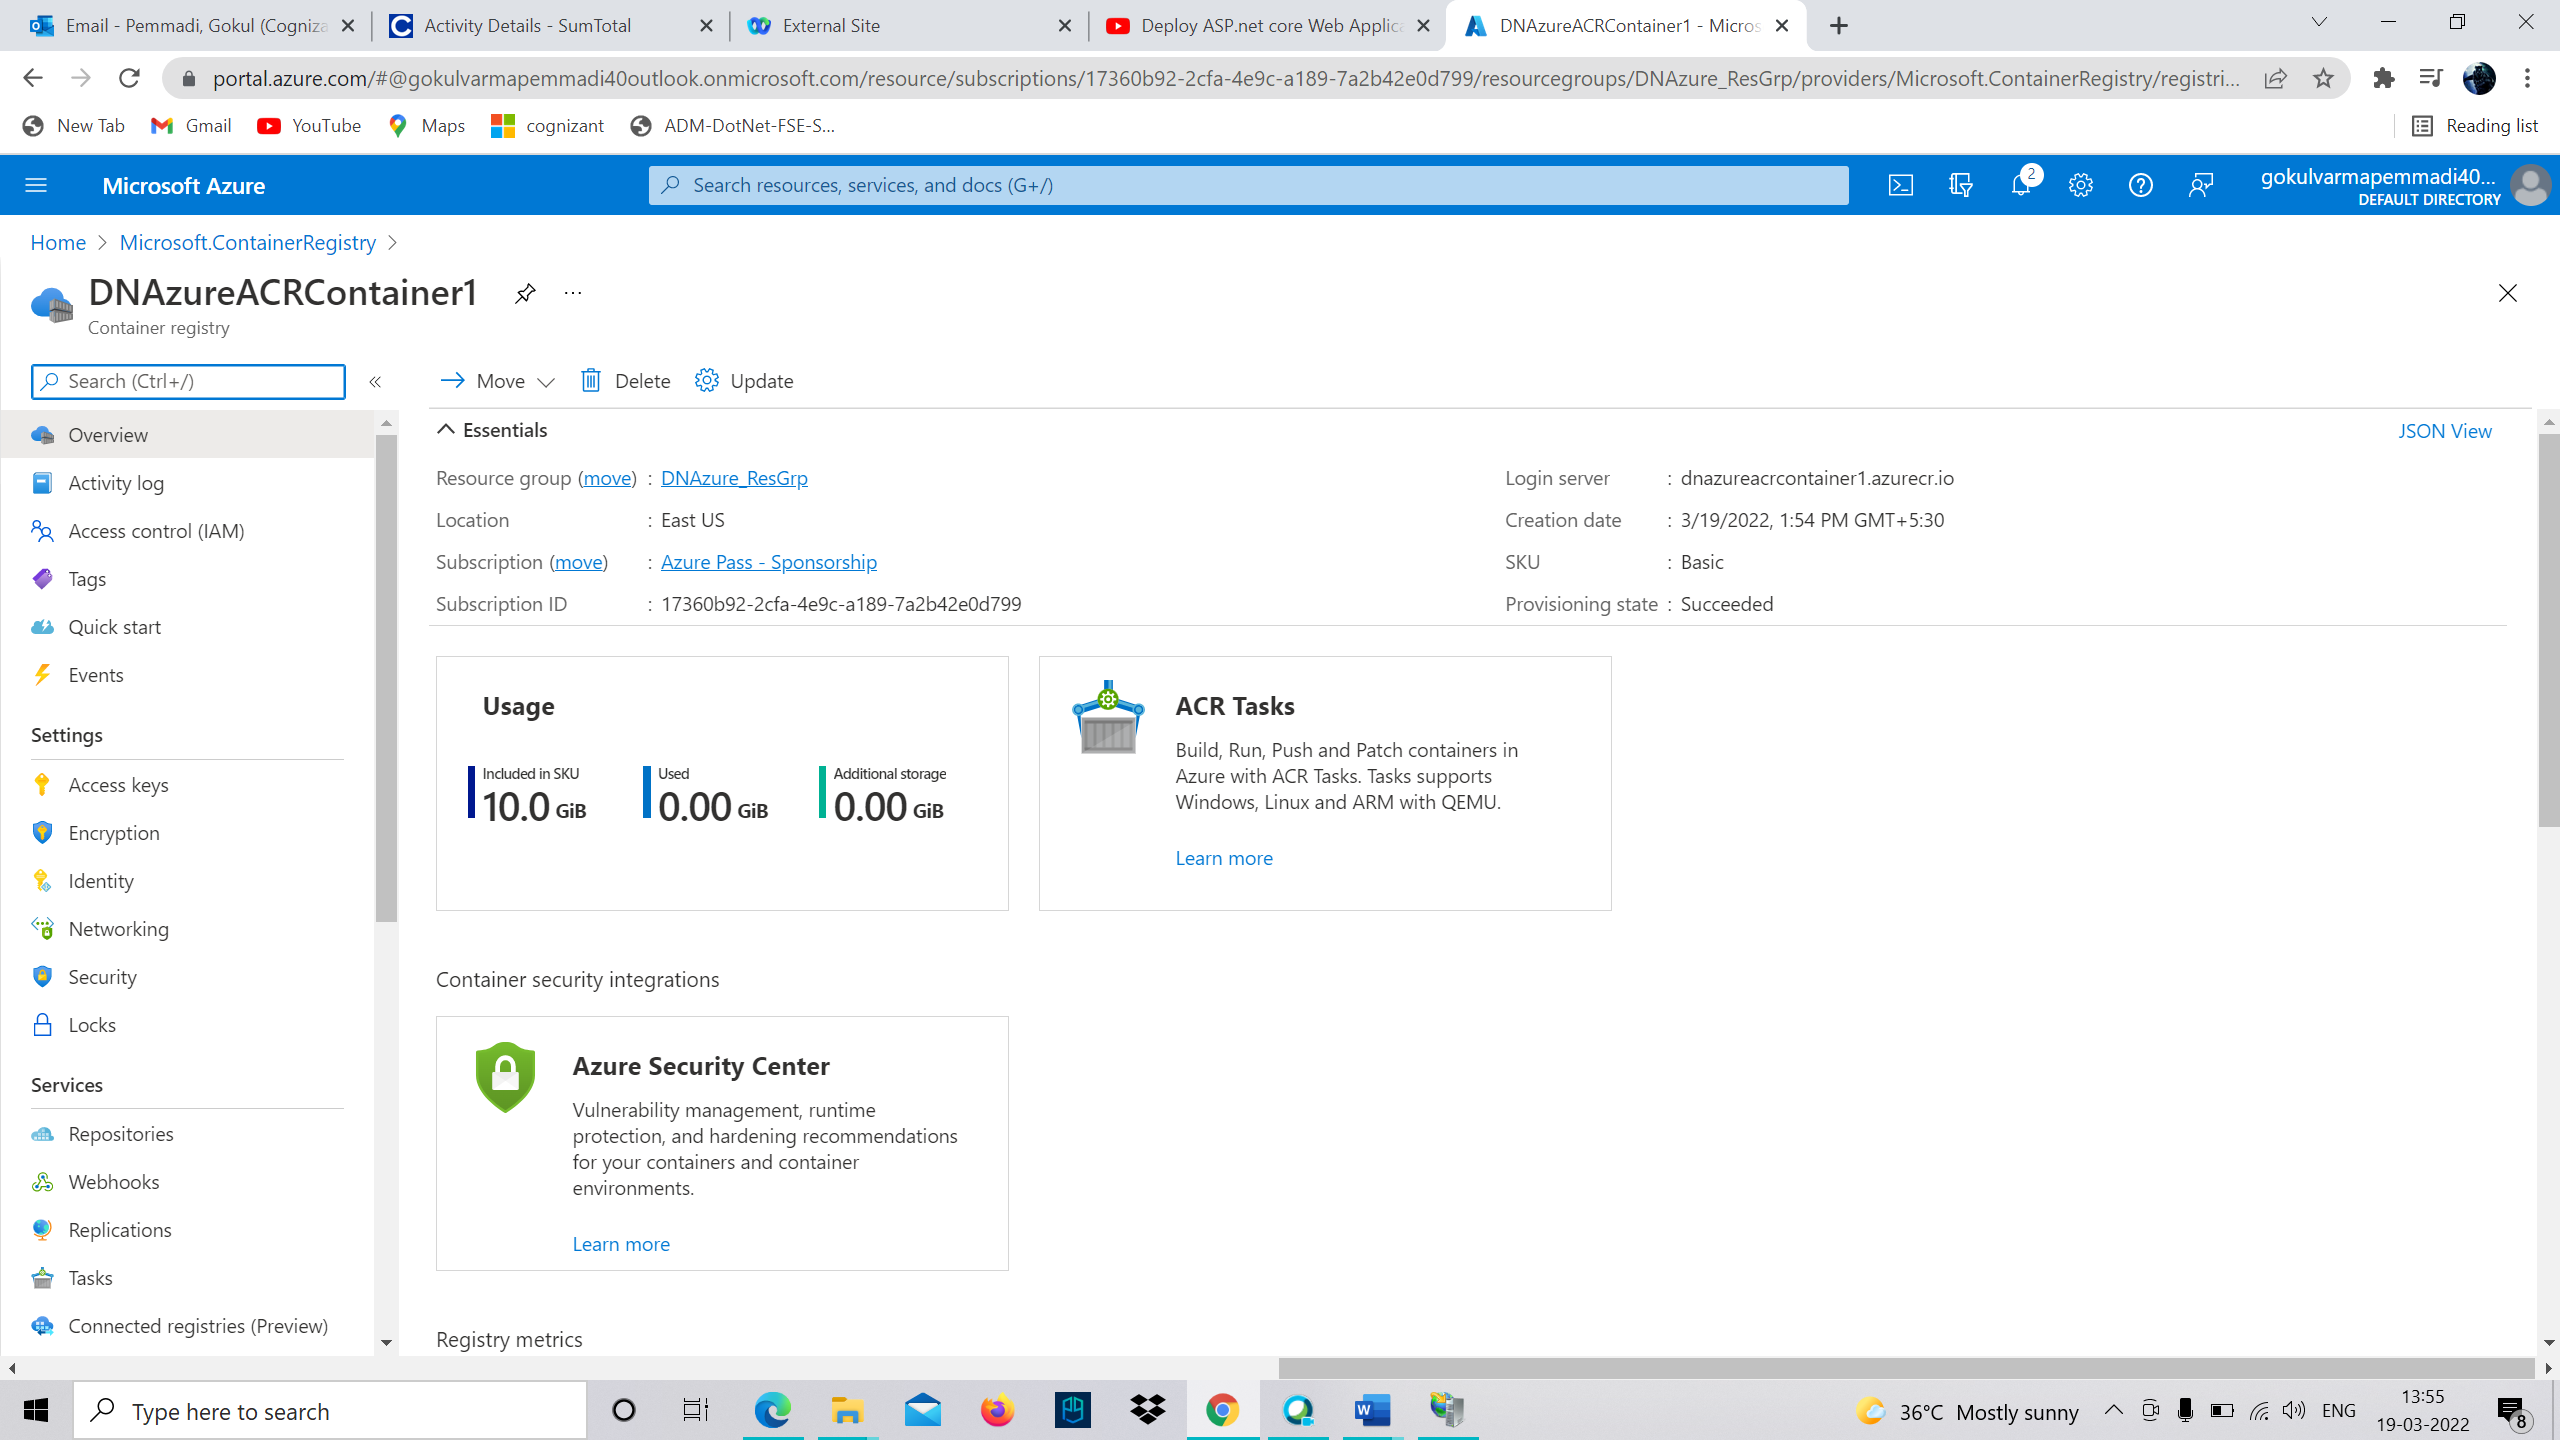 Email - Pemmadi, Gokul (Cogniza
Activity Details - SumTotal
External Site
Deploy ASP.net core Web Applica
DNAzureACRContainer1 - Micros
portal.azure.com/#@gokulvarmapemmadi40outlook.onmicrosoft.com/resource/subscriptions/17360b92-2cfa-4e9c-a189-7a2b42e0d799/resourcegroups/DNAzure_ResGrp/providers/Microsoft.ContainerRegistry/registri...
New Tab
Gmail
YouTube
Maps
cognizant
ADM-DotNet-FSE-S...
Reading list
Microsoft Azure
Search resources, services, and docs (G+/)
2
gokulvarmapemmadi40...
DEFAULT DIRECTORY
Home > Microsoft.ContainerRegistry >
DNAzureACRContainer1
Container registry
Search (Ctrl+/)
Move
Delete
Update
Overview
Activity log
Access control (IAM)
Tags
Quick start
Events
Settings
Access keys
Encryption
Identity
Networking
Security
Locks
Services
Repositories
Webhooks
Replications
Tasks
Connected registries (Preview)
Essentials
JSON View
Resource group (move) : DNAzure_ResGrp
Location : East US
Subscription (move) : Azure Pass - Sponsorship
Subscription ID : 17360b92-2cfa-4e9c-a189-7a2b42e0d799
Login server : dnazureacrcontainer1.azurecr.io
Creation date : 3/19/2022, 1:54 PM GMT+5:30
SKU : Basic
Provisioning state : Succeeded
Usage
Included in SKU
10.0 GiB
Used
0.00 GiB
Additional storage
0.00 GiB
ACR Tasks
Build, Run, Push and Patch containers in
Azure with ACR Tasks. Tasks supports
Windows, Linux and ARM with QEMU.
Learn more
Container security integrations
Azure Security Center
Vulnerability management, runtime
protection, and hardening recommendations
for your containers and container
environments.
Learn more
Registry metrics
Type here to search
36°C Mostly sunny
ENG
13:55
19-03-2022
8